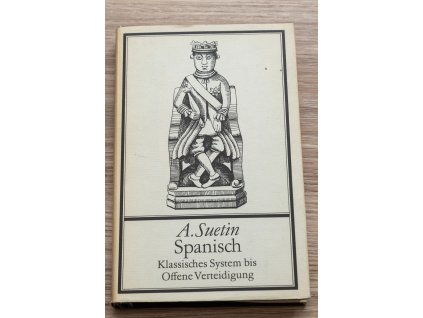 A.Suetin
Spanisch
Klassisches System bis
Offene Verteidigung